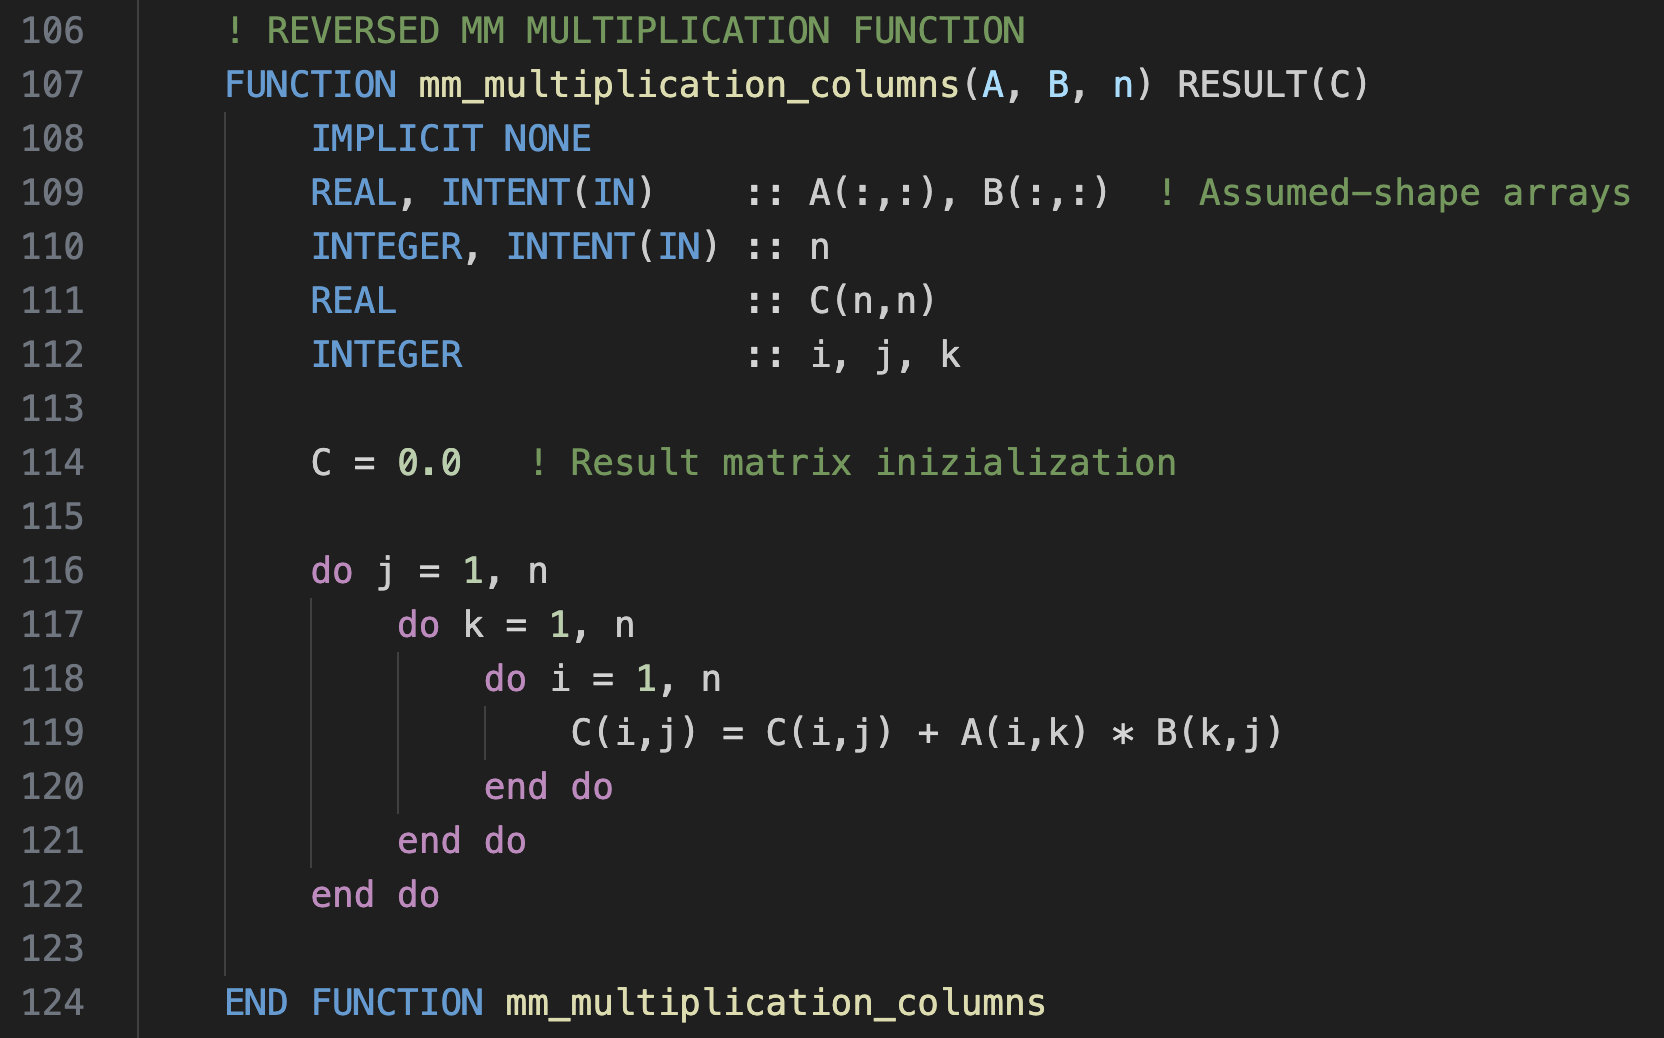 106 ! REVERSED MM MULTIPLICATION FUNCTION
107 FUNCTION mm_multiplication_columns(A, B, n) RESULT(C)
108     IMPLICIT NONE
109     REAL, INTENT(IN)    :: A(:,:), B(:,:)  ! Assumed-shape arrays
110     INTEGER, INTENT(IN) :: n
111     REAL                :: C(n,n)
112     INTEGER             :: i, j, k
113
114     C = 0.0   ! Result matrix inizialization
115
116     do j = 1, n
117         do k = 1, n
118             do i = 1, n
119                 C(i,j) = C(i,j) + A(i,k) * B(k,j)
120             end do
121         end do
122     end do
123
124 END FUNCTION mm_multiplication_columns